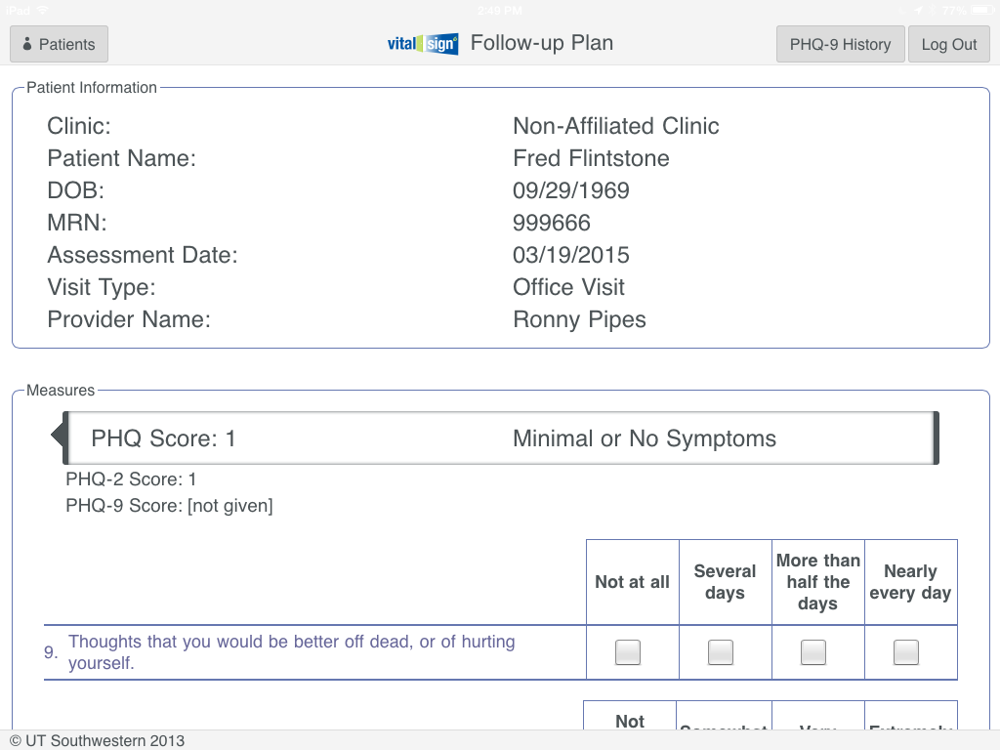 iPad 2:49 PM 77%
Patients vital sign Follow-up Plan PHQ-9 History Log Out
Patient Information
Clinic: Non-Affiliated Clinic
Patient Name: Fred Flintstone
DOB: 09/29/1969
MRN: 999666
Assessment Date: 03/19/2015
Visit Type: Office Visit
Provider Name: Ronny Pipes
Measures
PHQ Score: 1 Minimal or No Symptoms
PHQ-2 Score: 1
PHQ-9 Score: [not given]
Not at all Several days More than half the days Nearly every day
9. Thoughts that you would be better off dead, or of hurting
yourself.
Not
Somewhat Very Extremely
© UT Southwestern 2013